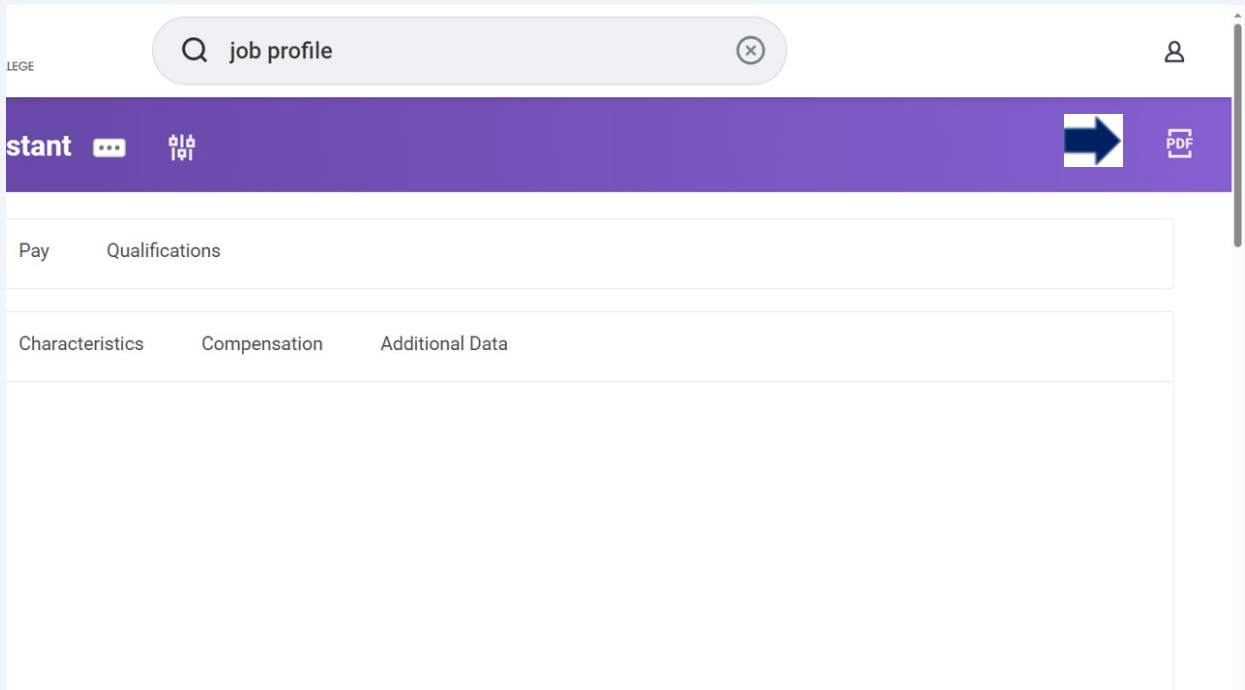 LEGE
job profile
stant
PDF
Pay Qualifications
Characteristics Compensation Additional Data